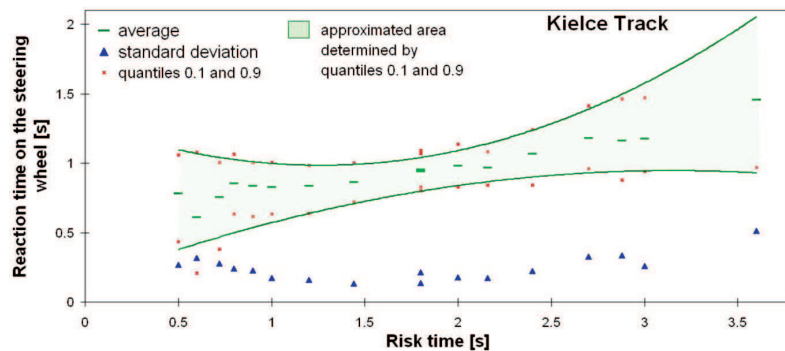 Kielce Track
average
standard deviation
quantiles 0.1 and 0.9
approximated area
determined by
quantiles 0.1 and 0.9
Reaction time on the steering
wheel [s]
2
1.5
1
0.5
0
0
0.5
1
1.5
2
2.5
3
3.5
Risk time [s]